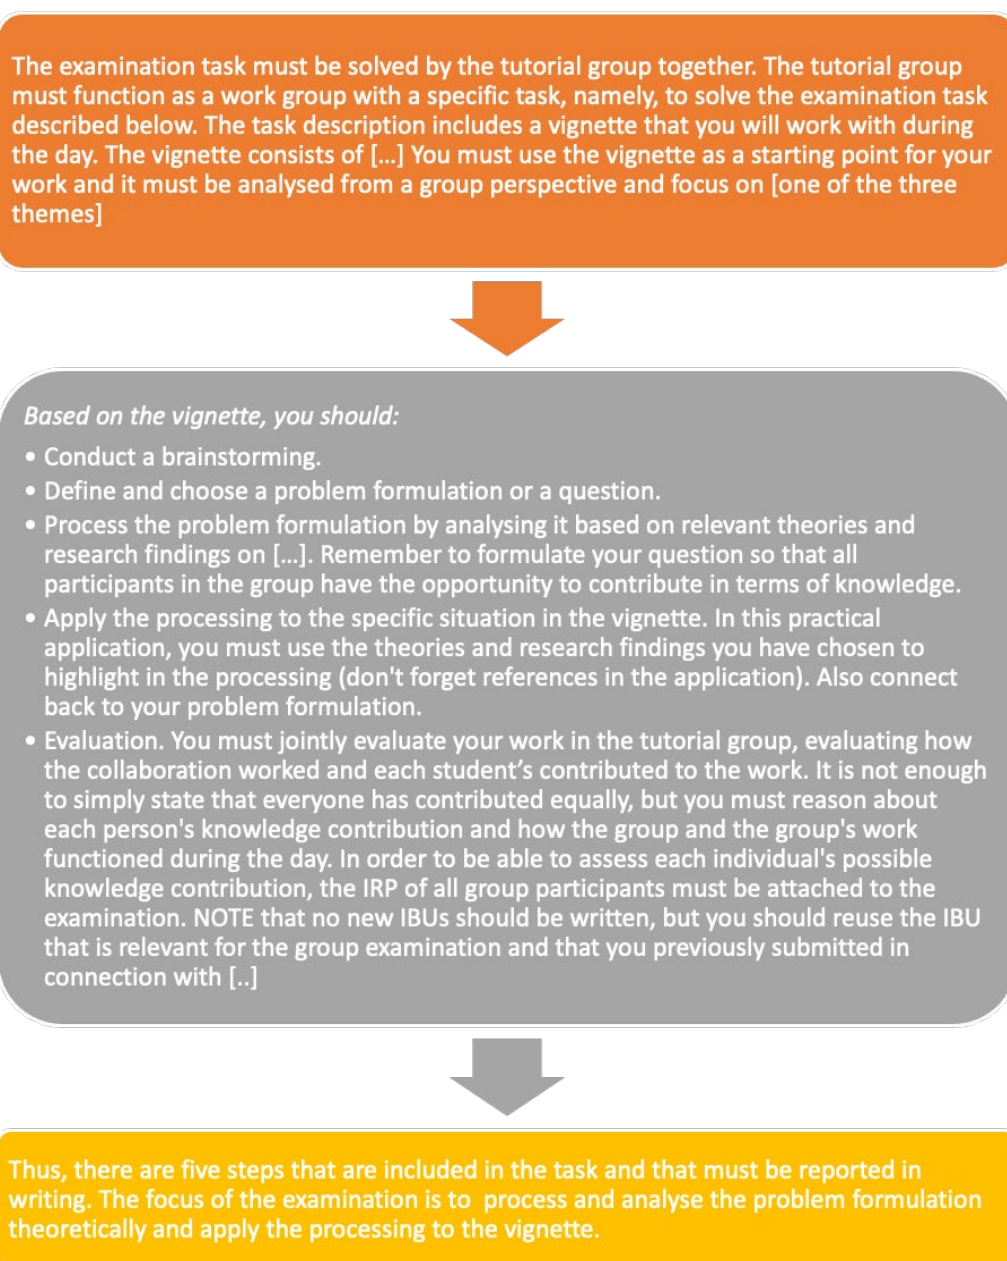 The examination task must be solved by the tutorial group together. The tutorial group
must function as a work group with a specific task, namely, to solve the examination task
described below. The task description includes a vignette that you will work with during
the day. The vignette consists of [...] You must use the vignette as a starting point for your
work and it must be analysed from a group perspective and focus on [one of the three
themes]
Based on the vignette, you should:
• Conduct a brainstorming.
• Define and choose a problem formulation or a question.
• Process the problem formulation by analysing it based on relevant theories and
research findings on [...]. Remember to formulate your question so that all
participants in the group have the opportunity to contribute in terms of knowledge.
• Apply the processing to the specific situation in the vignette. In this practical
application, you must use the theories and research findings you have chosen to
highlight in the processing (don't forget references in the application). Also connect
back to your problem formulation.
• Evaluation. You must jointly evaluate your work in the tutorial group, evaluating how
the collaboration worked and each student's contributed to the work. It is not enough
to simply state that everyone has contributed equally, but you must reason about
each person's knowledge contribution and how the group and the group's work
functioned during the day. In order to be able to assess each individual's possible
knowledge contribution, the IRP of all group participants must be attached to the
examination. NOTE that no new IBUs should be written, but you should reuse the IBU
that is relevant for the group examination and that you previously submitted in
connection with [..]
Thus, there are five steps that are included in the task and that must be reported in
writing. The focus of the examination is to  process and analyse the problem formulation
theoretically and apply the processing to the vignette.